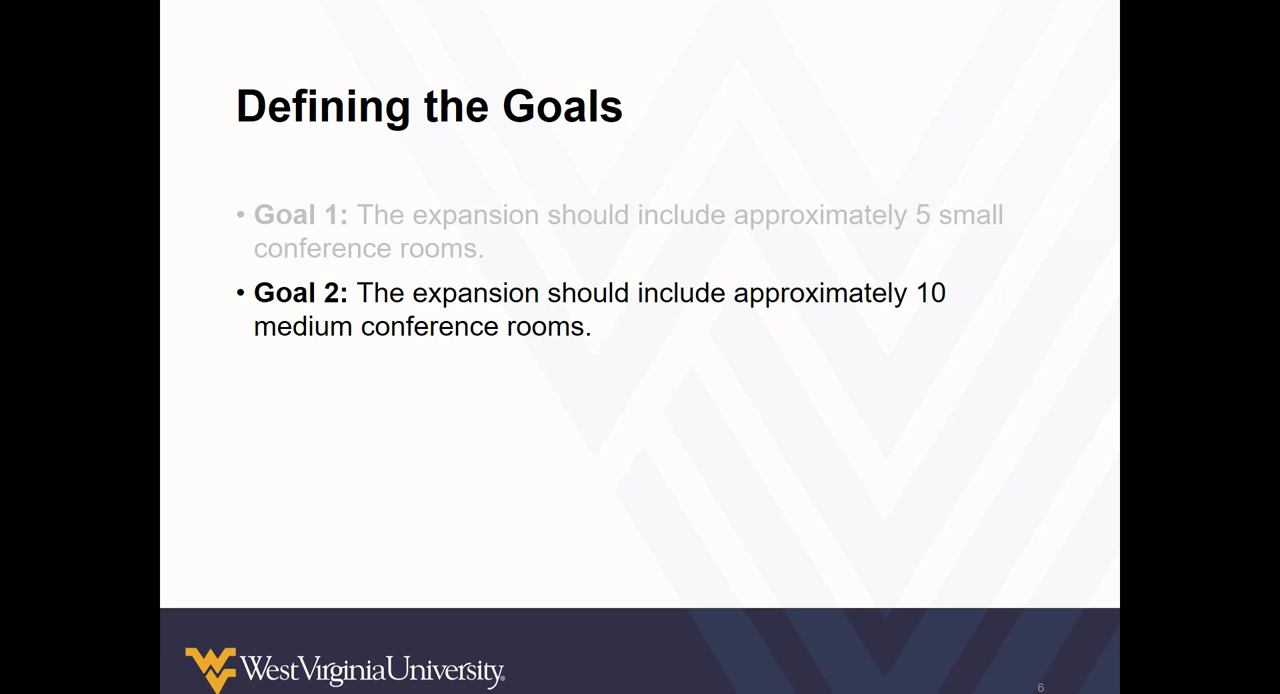 Defining the Goals
• Goal 1: The expansion should include approximately 5 small
conference rooms.
• Goal 2: The expansion should include approximately 10
medium conference rooms.
WestVirginiaUniversity®
6